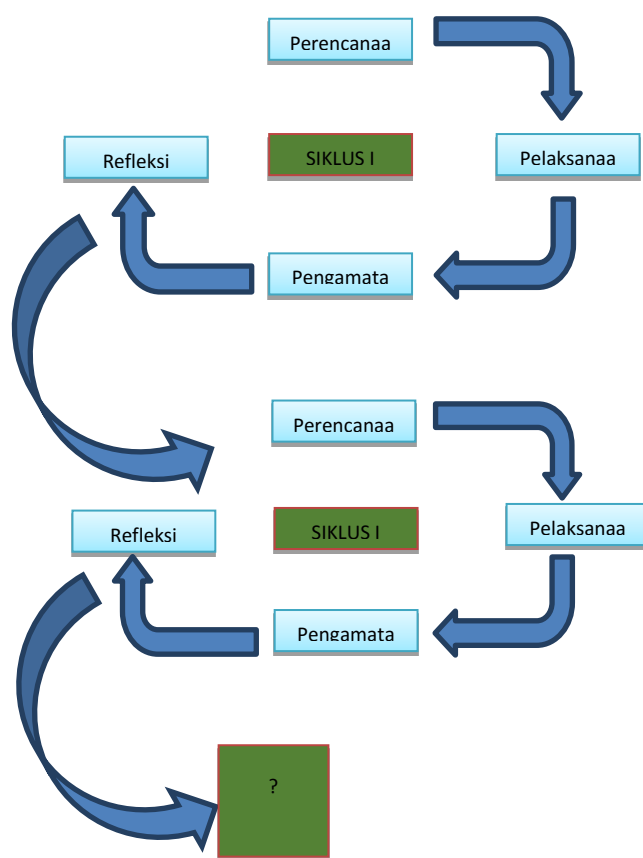 Perencanaa
Refleksi
SIKLUS I
Pelaksanaa
Pengamata
Perencanaa
Refleksi
SIKLUS I
Pelaksanaa
Pengamata
?